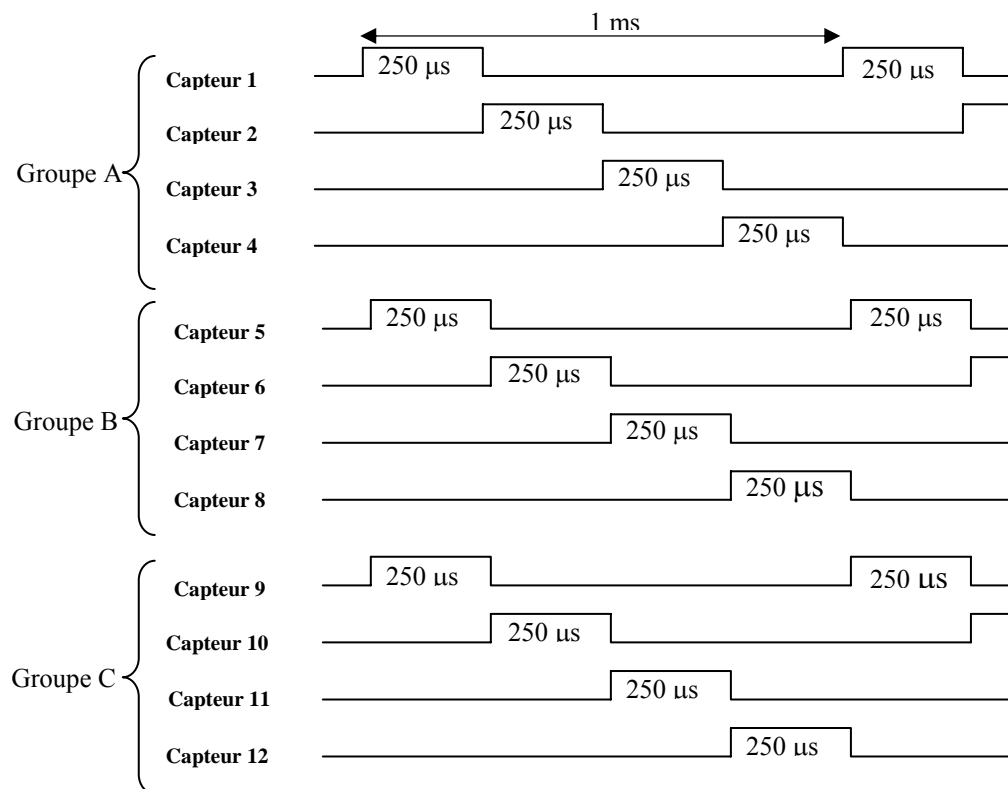 1 ms
Capteur 1 250 μs 250 μs
Capteur 2 250 μs
Groupe A
Capteur 3 250 μs
Capteur 4 250 μs
Capteur 5 250 μs 250 μs
Capteur 6 250 μs
Groupe B
Capteur 7 250 μs
Capteur 8 250 μs
Capteur 9 250 μs 250 μs
Capteur 10 250 μs
Groupe C
Capteur 11 250 μs
Capteur 12 250 μs